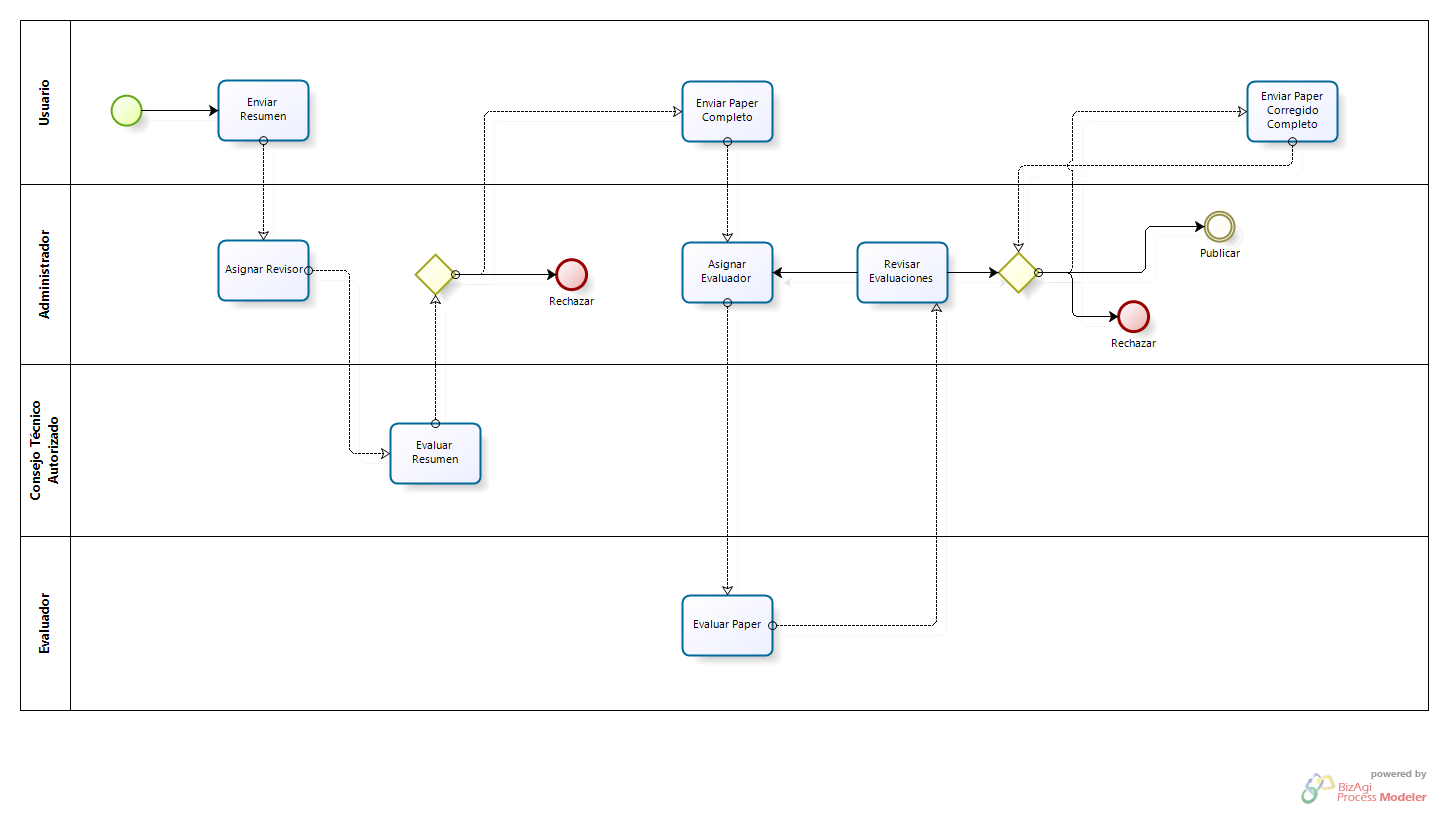 Usuario
Enviar
Resumen
Enviar Paper
Completo
Enviar Paper
Corregido
Completo
Administrador
Asignar Revisor
Rechazar
Asignar
Evaluador
Revisar
Evaluaciones
Publicar
Rechazar
Consejo Técnico
Autorizado
Evaluar
Resumen
Evaluador
Evaluar Paper
powered by
BizAgi
Process Modeler